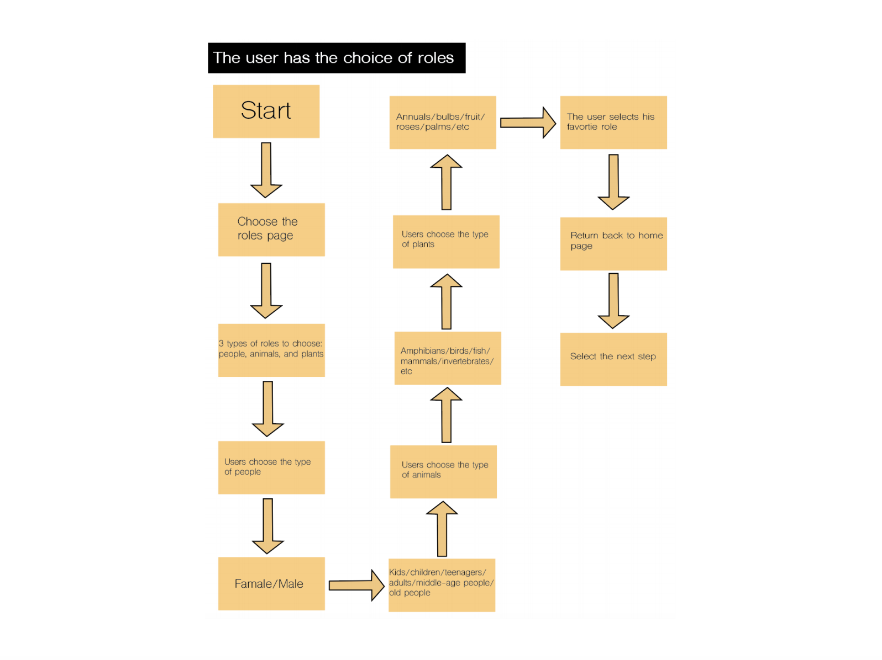 The user has the choice of roles
Start
Choose the
roles page
3 types of roles to choose:
people, animals, and plants
Users choose the type
of people
Famale/Male
Kids/children/teenagers/
adults/middle-age people/
old people
Users choose the type
of animals
Amphibians/birds/fish/
mammals/invertebrates/
etc
Users choose the type
of plants
Annuals/bulbs/fruit/
roses/palms/etc
The user selects his
favortie role
Return back to home
page
Select the next step